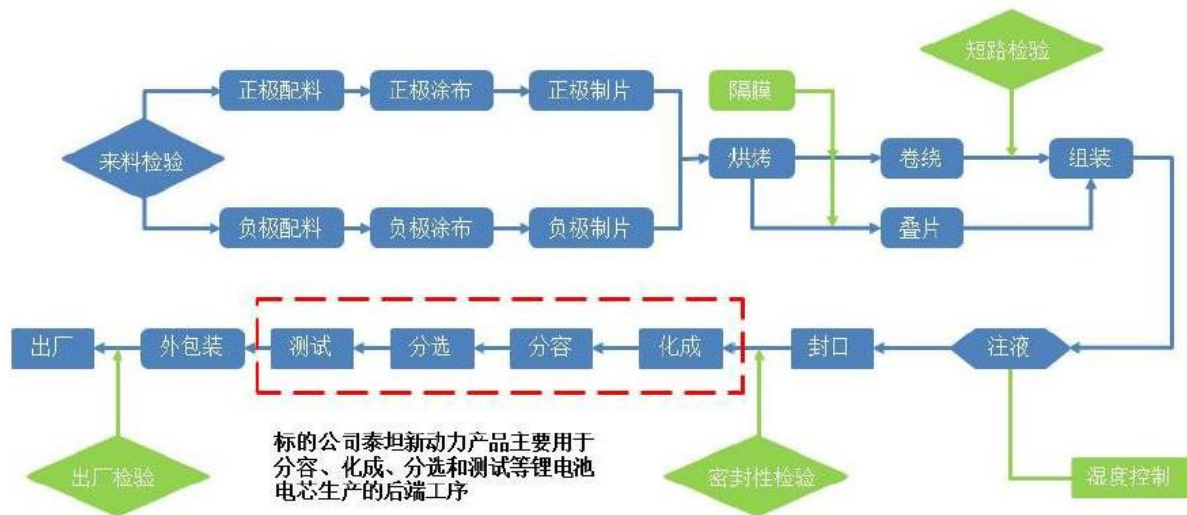 短路检验
正极配料
正极涂布
正极制片
隔膜
来料检验
烘烤
卷绕
组装
负极配料
负极涂布
负极制片
叠片
出厂
外包装
测试
分选
分容
化成
封口
注液
标的公司泰坦新动力产品主要用于
分容、化成、分选和测试等锂电池
电芯生产的后端工序
出厂检验
密封性检验
湿度控制